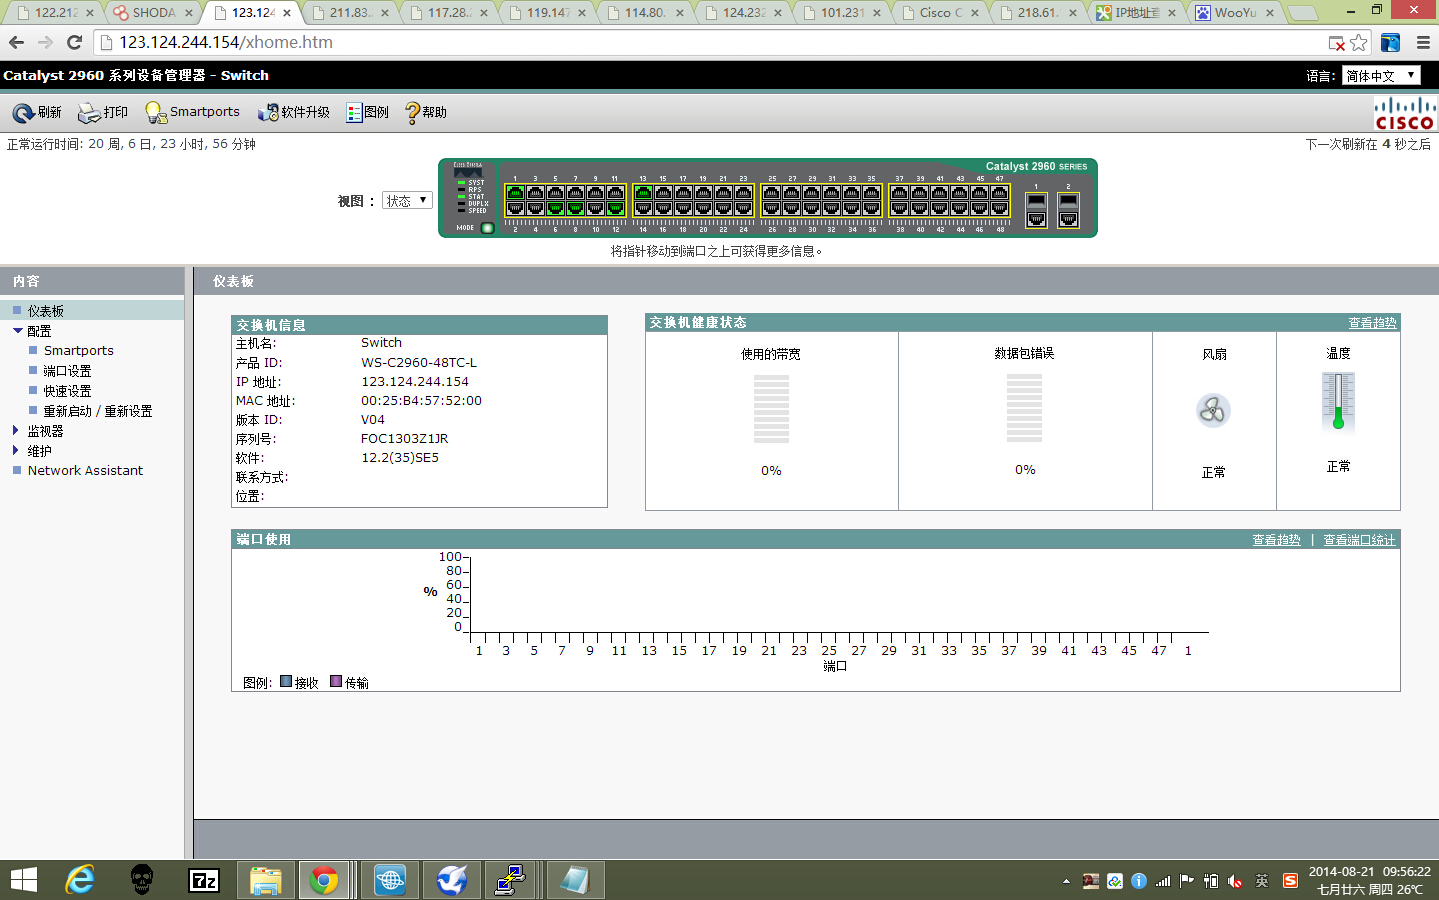 122.212
SHODA
123.124
211.83.
117.28.
119.147
114.80.
124.232
101.231
Cisco C
218.61.
IP地址查
WooYu
123.124.244.154/xhome.htm
Catalyst 2960 系列设备管理器 - Switch
语言: 简体中文
刷新 打印 Smartports 软件升级 图例 帮助
CISCO
正常运行时间: 20 周, 6 日, 23 小时, 56 分钟
下一次刷新在 4 秒之后
视图 : 状态
Cisco Systems
Catalyst 2960 SERIES
SYST
RPS
STAT
DUPLX
SPEED
MODE
1 3 5 7 9 11 13 15 17 19 21 23 25 27 29 31 33 35 37 39 41 43 45 47 1 2
2 4 6 8 10 12 14 16 18 20 22 24 26 28 30 32 34 36 38 40 42 44 46 48
将指针移动到端口之上可获得更多信息。
内容
仪表板
配置
Smartports
端口设置
快速设置
重新启动 / 重新设置
监视器
维护
Network Assistant
仪表板
交换机信息
主机名: Switch
产品 ID: WS-C2960-48TC-L
IP 地址: 123.124.244.154
MAC 地址: 00:25:B4:57:52:00
版本 ID: V04
序列号: FOC1303Z1JR
软件: 12.2(35)SE5
联系方式:
位置:
交换机健康状态 查看趋势
使用的带宽 数据包错误 风扇 温度
0% 0% 正常 正常
端口使用 查看趋势 | 查看端口统计
100
80
60
%
40
20
0
1 3 5 7 9 11 13 15 17 19 21 23 25 27 29 31 33 35 37 39 41 43 45 47 1
端口
图例: 接收 传输
7z
英
2014-08-21 09:56:22
七月廿六 周四 26℃